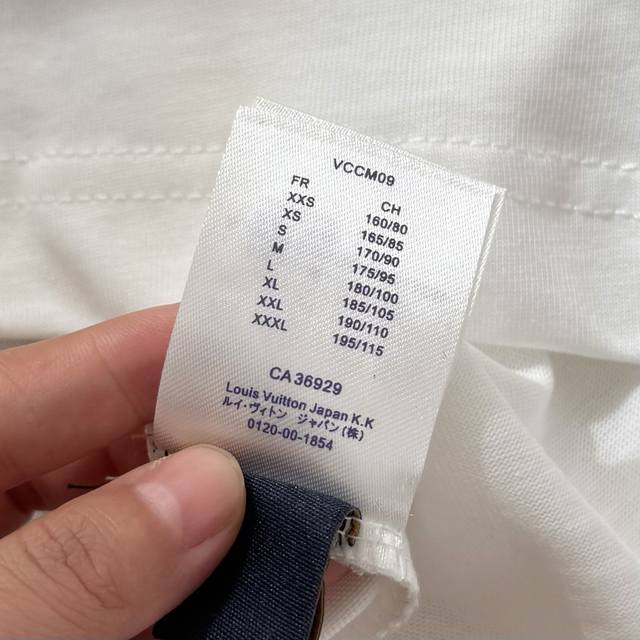 VCCM09
FR CH
XXS 160/80
XS 165/85
S 170/90
M 175/95
L 180/100
XL 185/105
XXL 190/110
XXXL 195/115
CA36929
Louis Vuitton Japan K.K
ルイ・ヴィトン ジャパン(株)
0120-00-1854